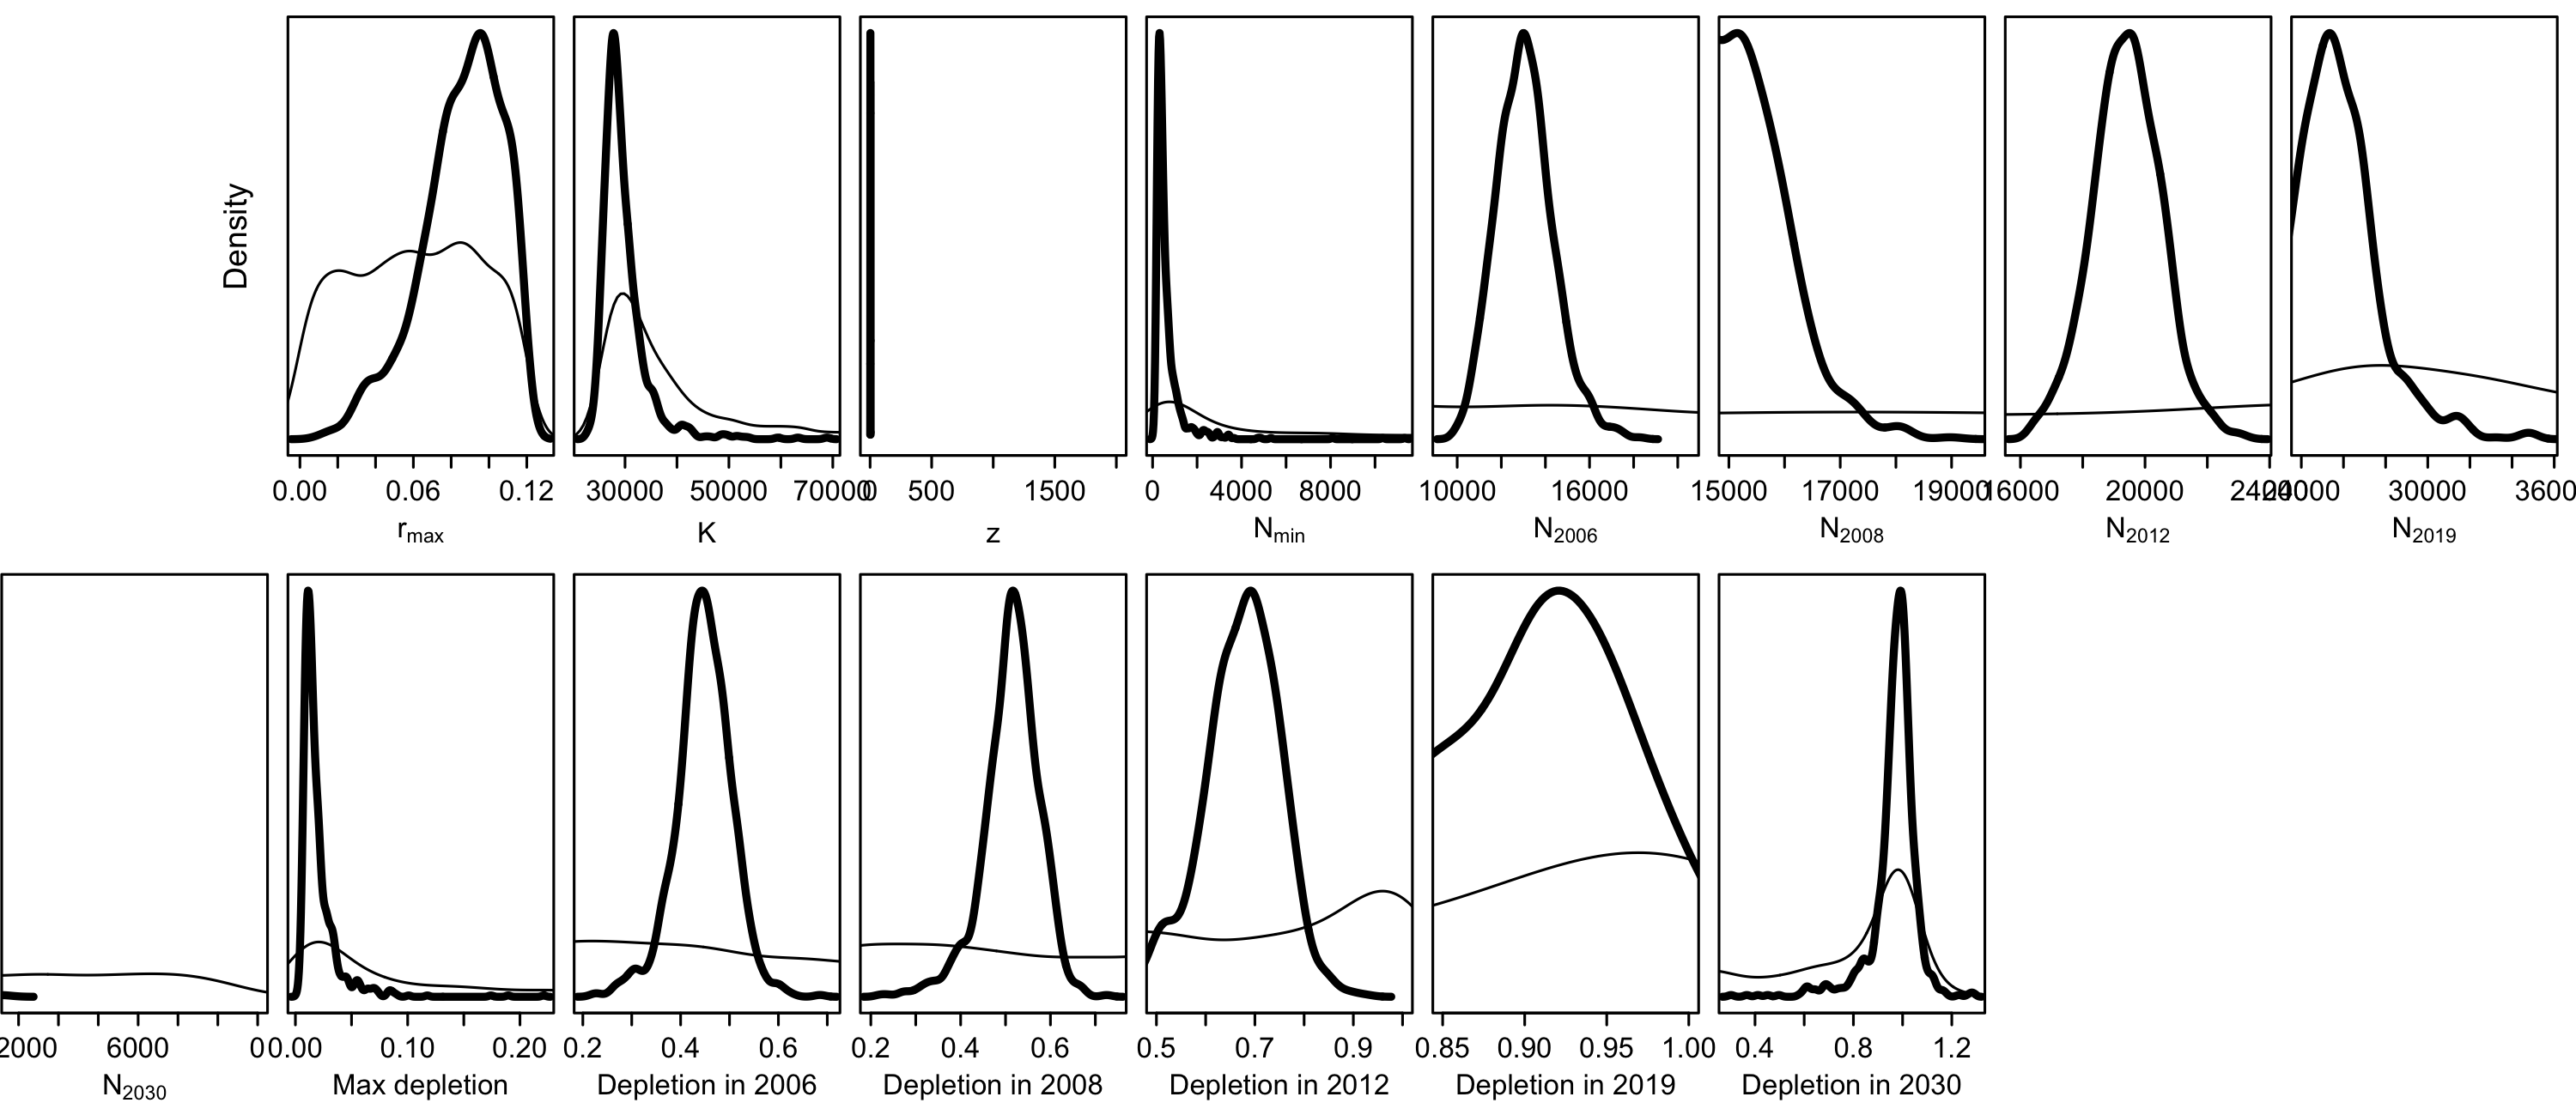 Density
0.00 0.06 0.12
r_max
30000 50000 70000
K
0 500 1500
z
0 4000 8000
N_min
10000 16000
N_2006
15000 17000 19000
N_2008
16000 20000
N_2012
30000
N_2019
2000 6000
N_2030
0.00 0.10 0.20
Max depletion
0.2 0.4 0.6
Depletion in 2006
0.2 0.4 0.6
Depletion in 2008
0.5 0.7 0.9
Depletion in 2012
0.85 0.90 0.95 1.00
Depletion in 2019
0.4 0.8 1.2
Depletion in 2030